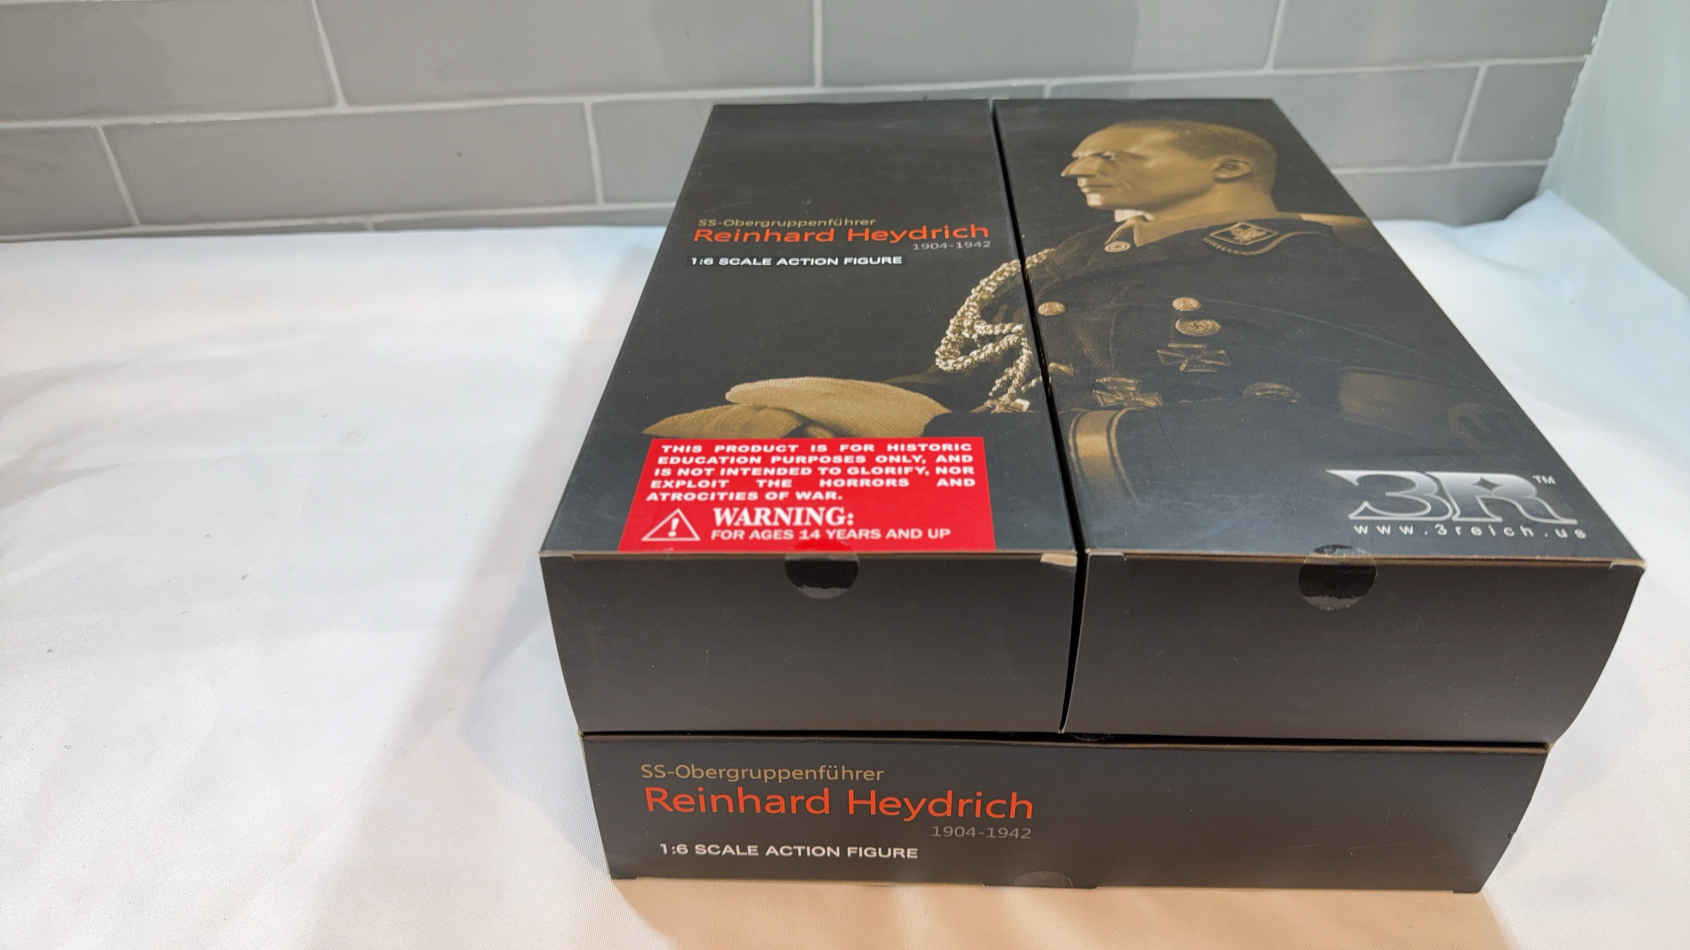 SS-Obergruppenführer
Reinhard Heydrich
1904-1942
1:6 SCALE ACTION FIGURE
THIS PRODUCT IS FOR HISTORIC
EDUCATION PURPOSES ONLY, AND
IS NOT INTENDED TO GLORIFY, NOR
EXPLOIT THE HORRORS AND
ATROCITIES OF WAR.
WARNING:
FOR AGES 14 YEARS AND UP
3R™
www.3reich.us
SS-Obergruppenführer
Reinhard Heydrich
1904-1942
1:6 SCALE ACTION FIGURE